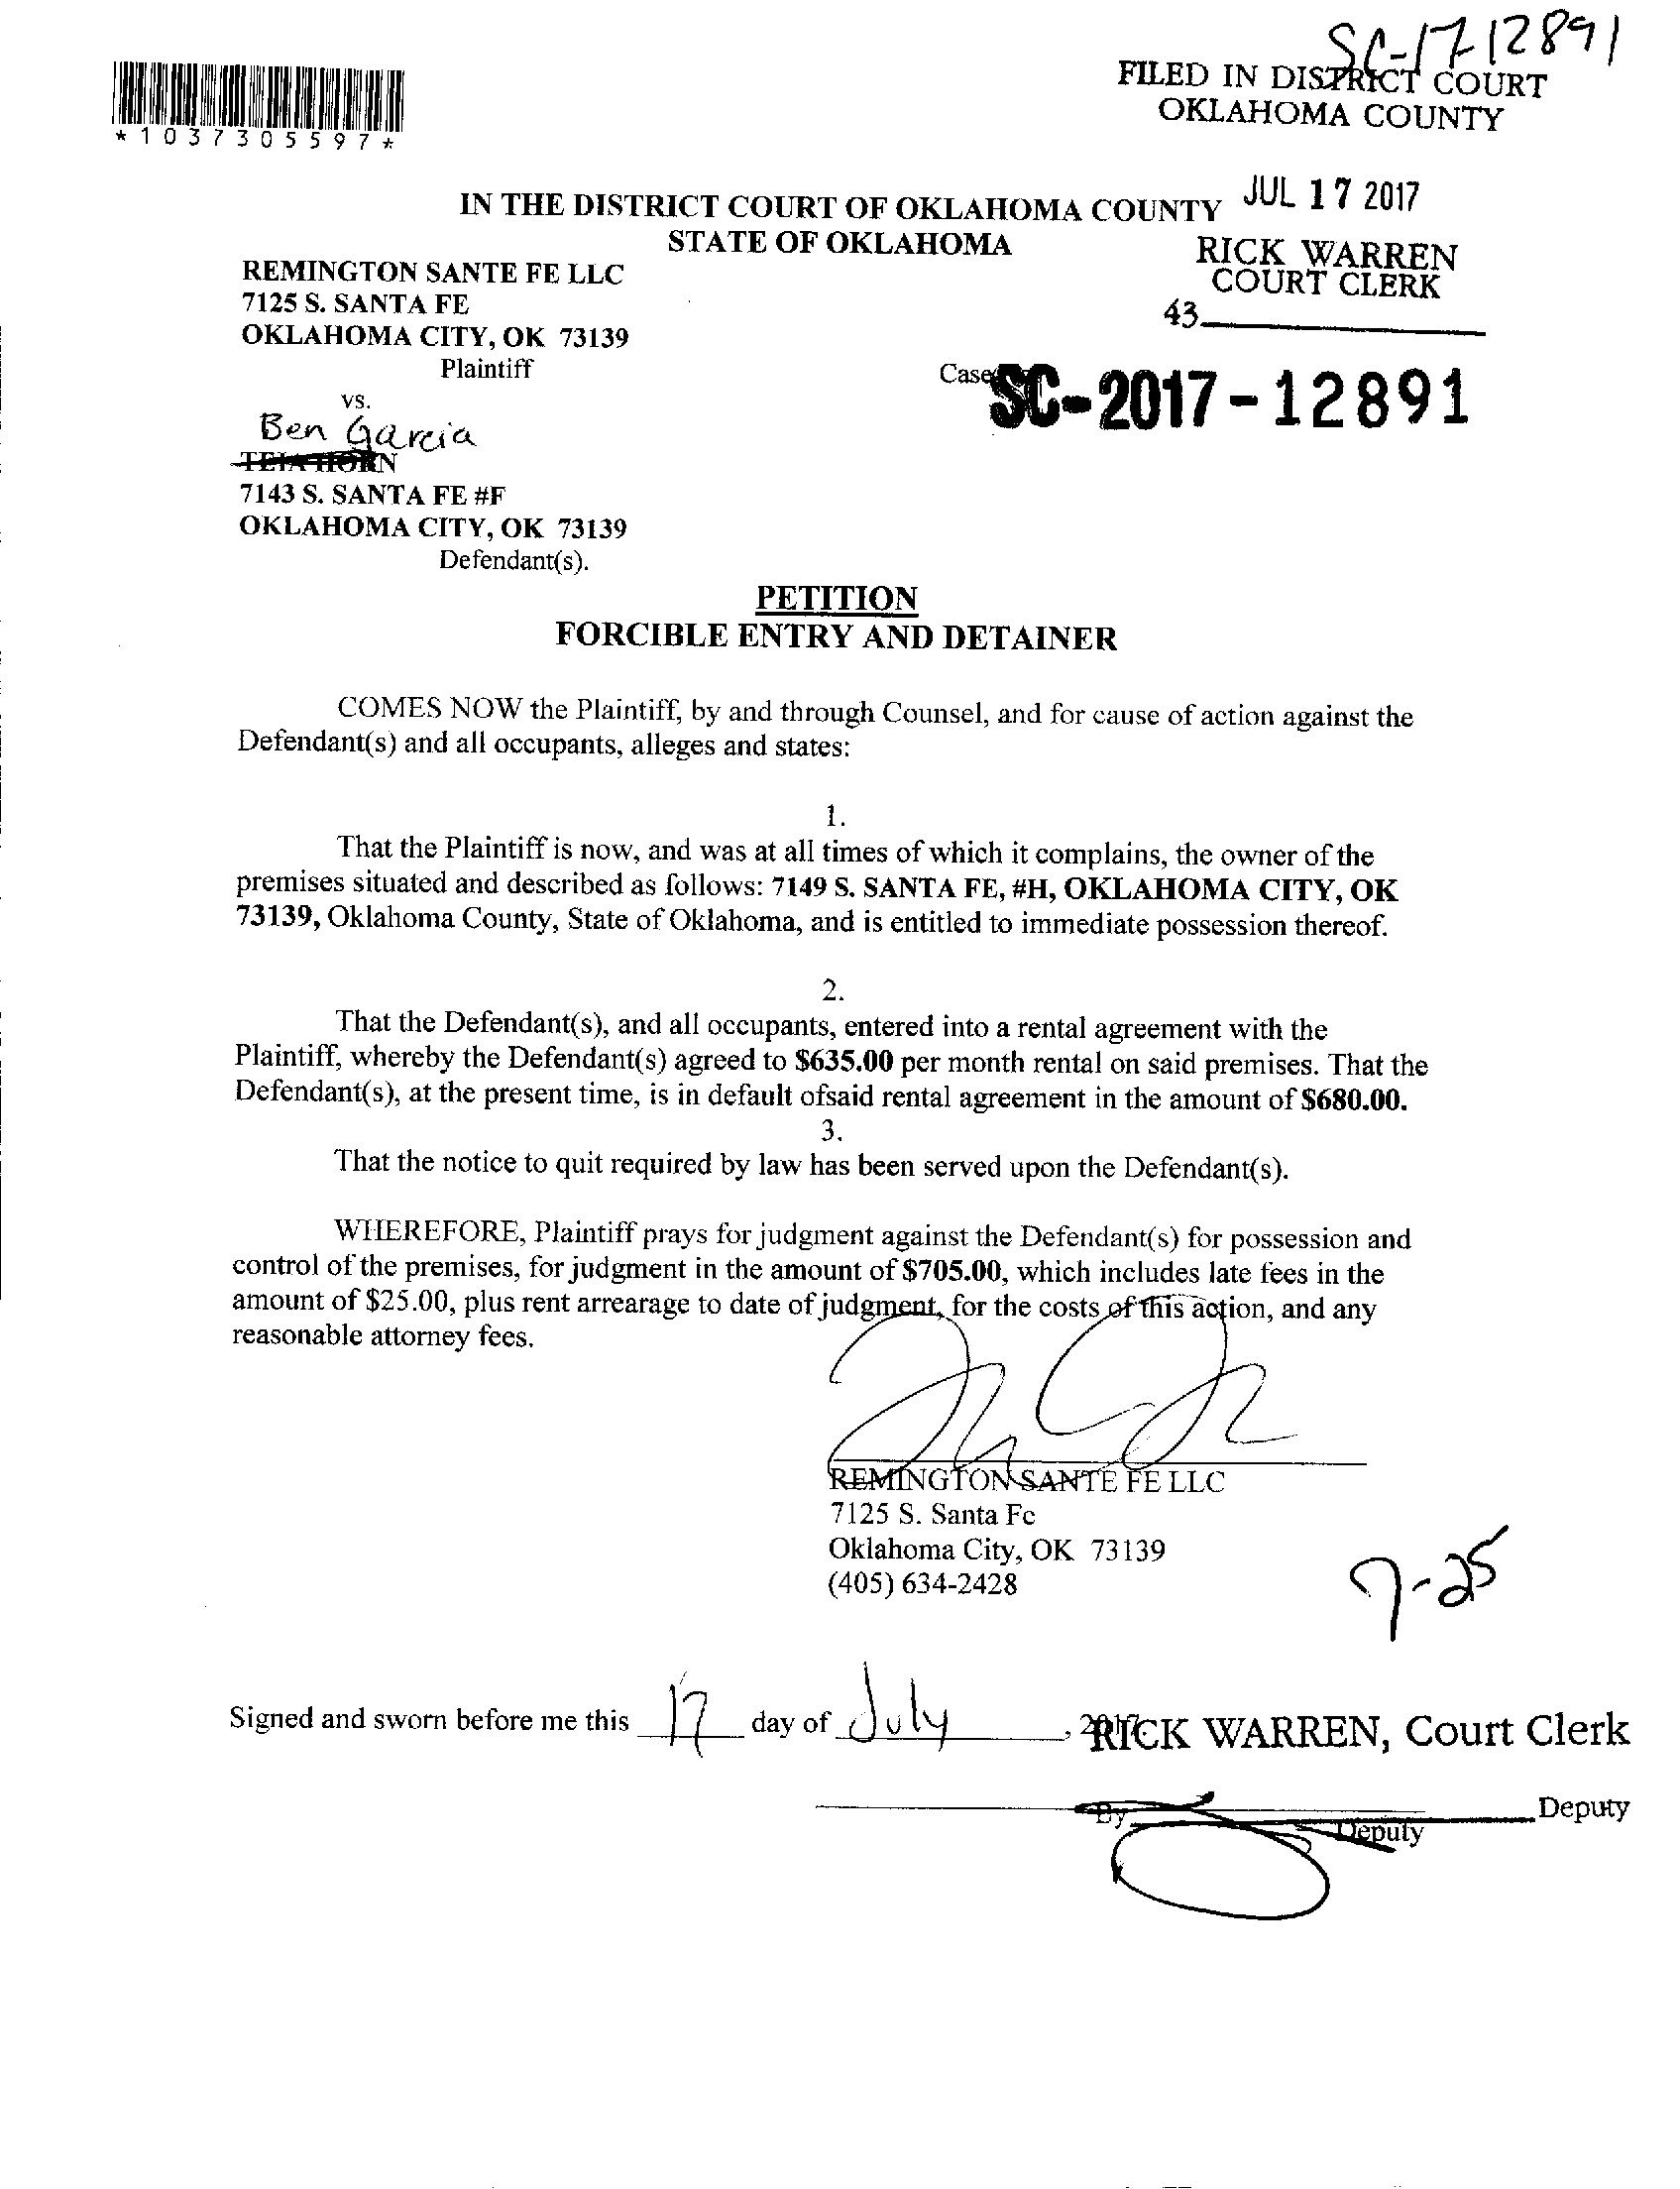 SC-1712891
FILED IN DISTRICT COURT
OKLAHOMA COUNTY
*1037305597*
JUL 17 2017
IN THE DISTRICT COURT OF OKLAHOMA COUNTY
STATE OF OKLAHOMA
RICK WARREN
COURT CLERK
43
REMINGTON SANTE FE LLC
7125 S. SANTA FE
OKLAHOMA CITY, OK 73139
Plaintiff
Case
SC-2017-12891
vs.
Ben Garcia
7143 S. SANTA FE #F
OKLAHOMA CITY, OK 73139
Defendant(s).
PETITION
FORCIBLE ENTRY AND DETAINER
COMES NOW the Plaintiff, by and through Counsel, and for cause of action against the
Defendant(s) and all occupants, alleges and states:
1.
That the Plaintiff is now, and was at all times of which it complains, the owner of the
premises situated and described as follows: 7149 S. SANTA FE, #H, OKLAHOMA CITY, OK
73139, Oklahoma County, State of Oklahoma, and is entitled to immediate possession thereof.
2.
That the Defendant(s), and all occupants, entered into a rental agreement with the
Plaintiff, whereby the Defendant(s) agreed to $635.00 per month rental on said premises. That the
Defendant(s), at the present time, is in default ofsaid rental agreement in the amount of $680.00.
3.
That the notice to quit required by law has been served upon the Defendant(s).
WHEREFORE, Plaintiff prays for judgment against the Defendant(s) for possession and
control of the premises, for judgment in the amount of $705.00, which includes late fees in the
amount of $25.00, plus rent arrearage to date of judgment, for the costs of this action, and any
reasonable attorney fees.
REMINGTON SANTE FE LLC
7125 S. Santa Fe
Oklahoma City, OK 73139
(405) 634-2428
7-25
Signed and sworn before me this 17 day of July, 2017.
RICK WARREN, Court Clerk
By
Deputy
Deputy